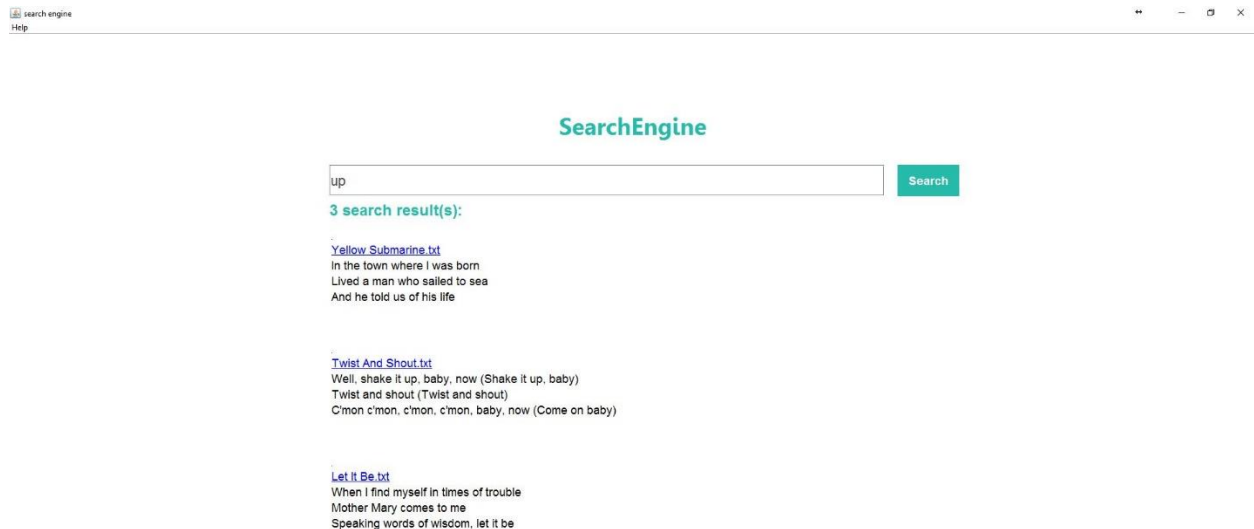 search engine
Help
SearchEngine
up
Search
3 search result(s):
Yellow Submarine.txt
In the town where I was born
Lived a man who sailed to sea
And he told us of his life
Twist And Shout.txt
Well, shake it up, baby, now (Shake it up, baby)
Twist and shout (Twist and shout)
C'mon c'mon, c'mon, c'mon, baby, now (Come on baby)
Let It Be.txt
When I find myself in times of trouble
Mother Mary comes to me
Speaking words of wisdom, let it be